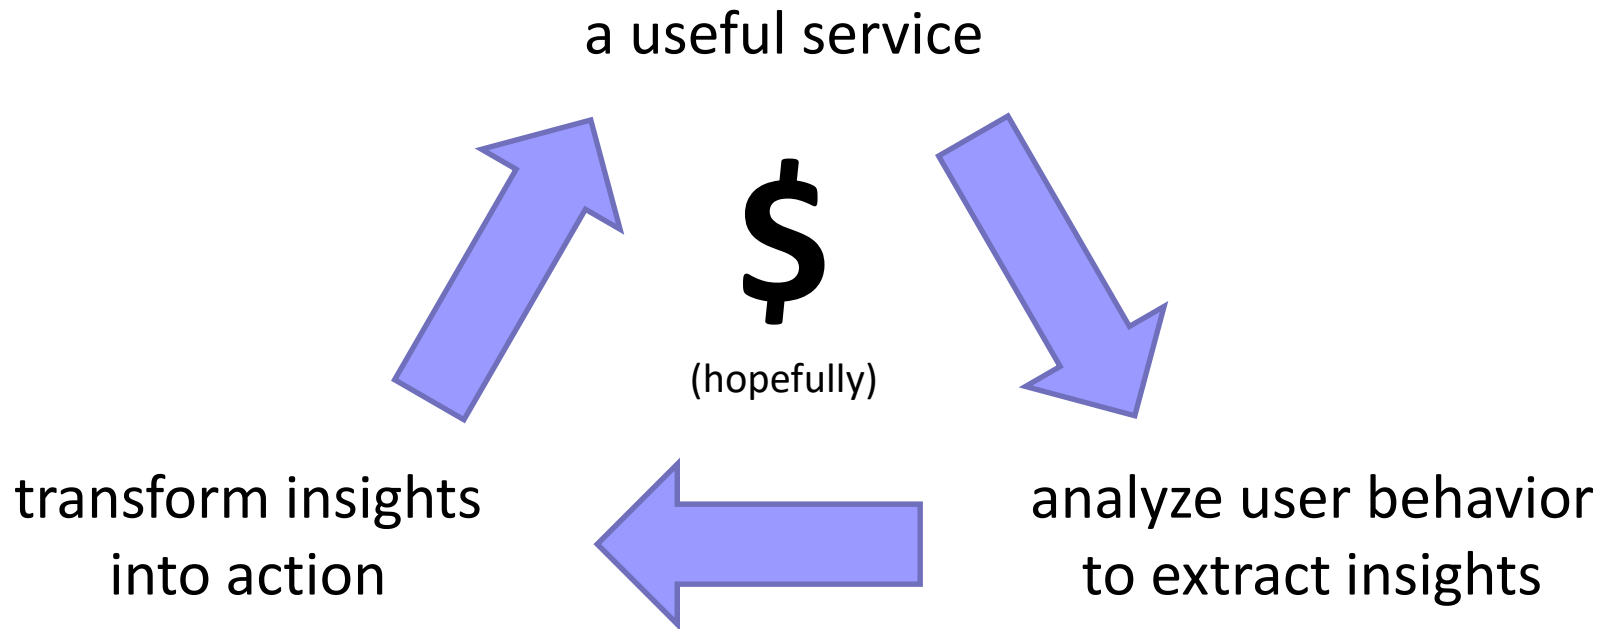 a useful service
$
(hopefully)
transform insights
into action
analyze user behavior
to extract insights